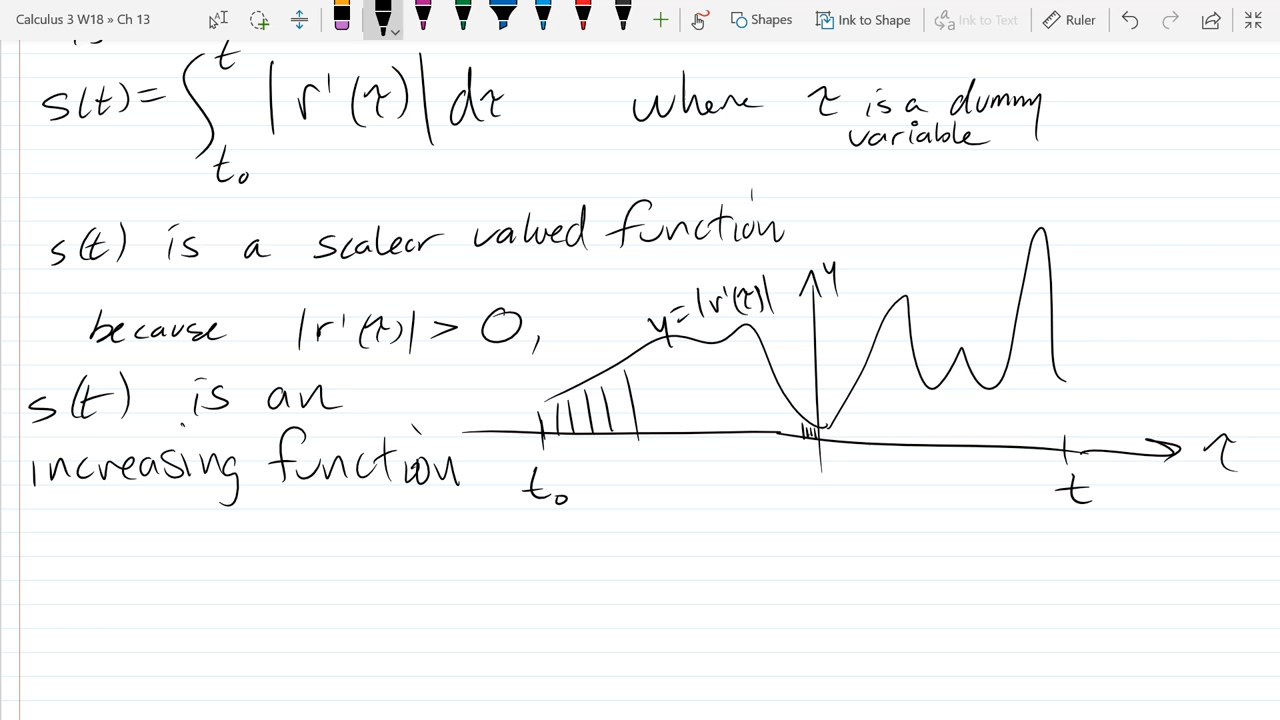 Calculus 3 W18 » Ch 13
Shapes
Ink to Shape
Ink to Text
Ruler
s(t) = ∫ₜ₀ᵗ |r'(τ)| dτ where τ is a dummy
variable
s(t) is a scalar valued function
because |r'(τ)| > 0,
y=|r'(τ)|
y
s(t) is an
increasing function
t₀
t
τ